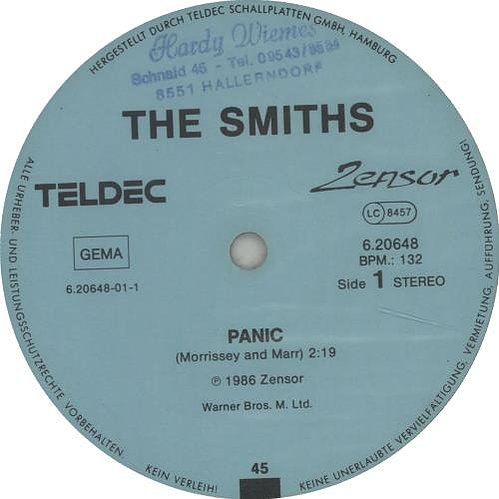 HERGESTELLT DURCH TELDEC SCHALLPLATTEN GMBH, HAMBURG
Hardy Wiemes
Schnaid 45 - Tel. 09543/
8551 HALLERNDORF
THE SMITHS
TELDEC
Zensor
LC 8457
GEMA
6.20648-01-1
6.20648
BPM.: 132
Side 1 STEREO
PANIC
(Morrissey and Marr) 2:19
℗ 1986 Zensor
Warner Bros. M. Ltd.
45
ALLE URHEBER- UND LEISTUNGSSCHUTZRECHTE VORBEHALTEN.
KEIN VERLEIH!
KEINE UNERLAUBTE VERVIELFÄLTIGUNG, VERMIETUNG, AUFFÜHRUNG, SENDUNG!